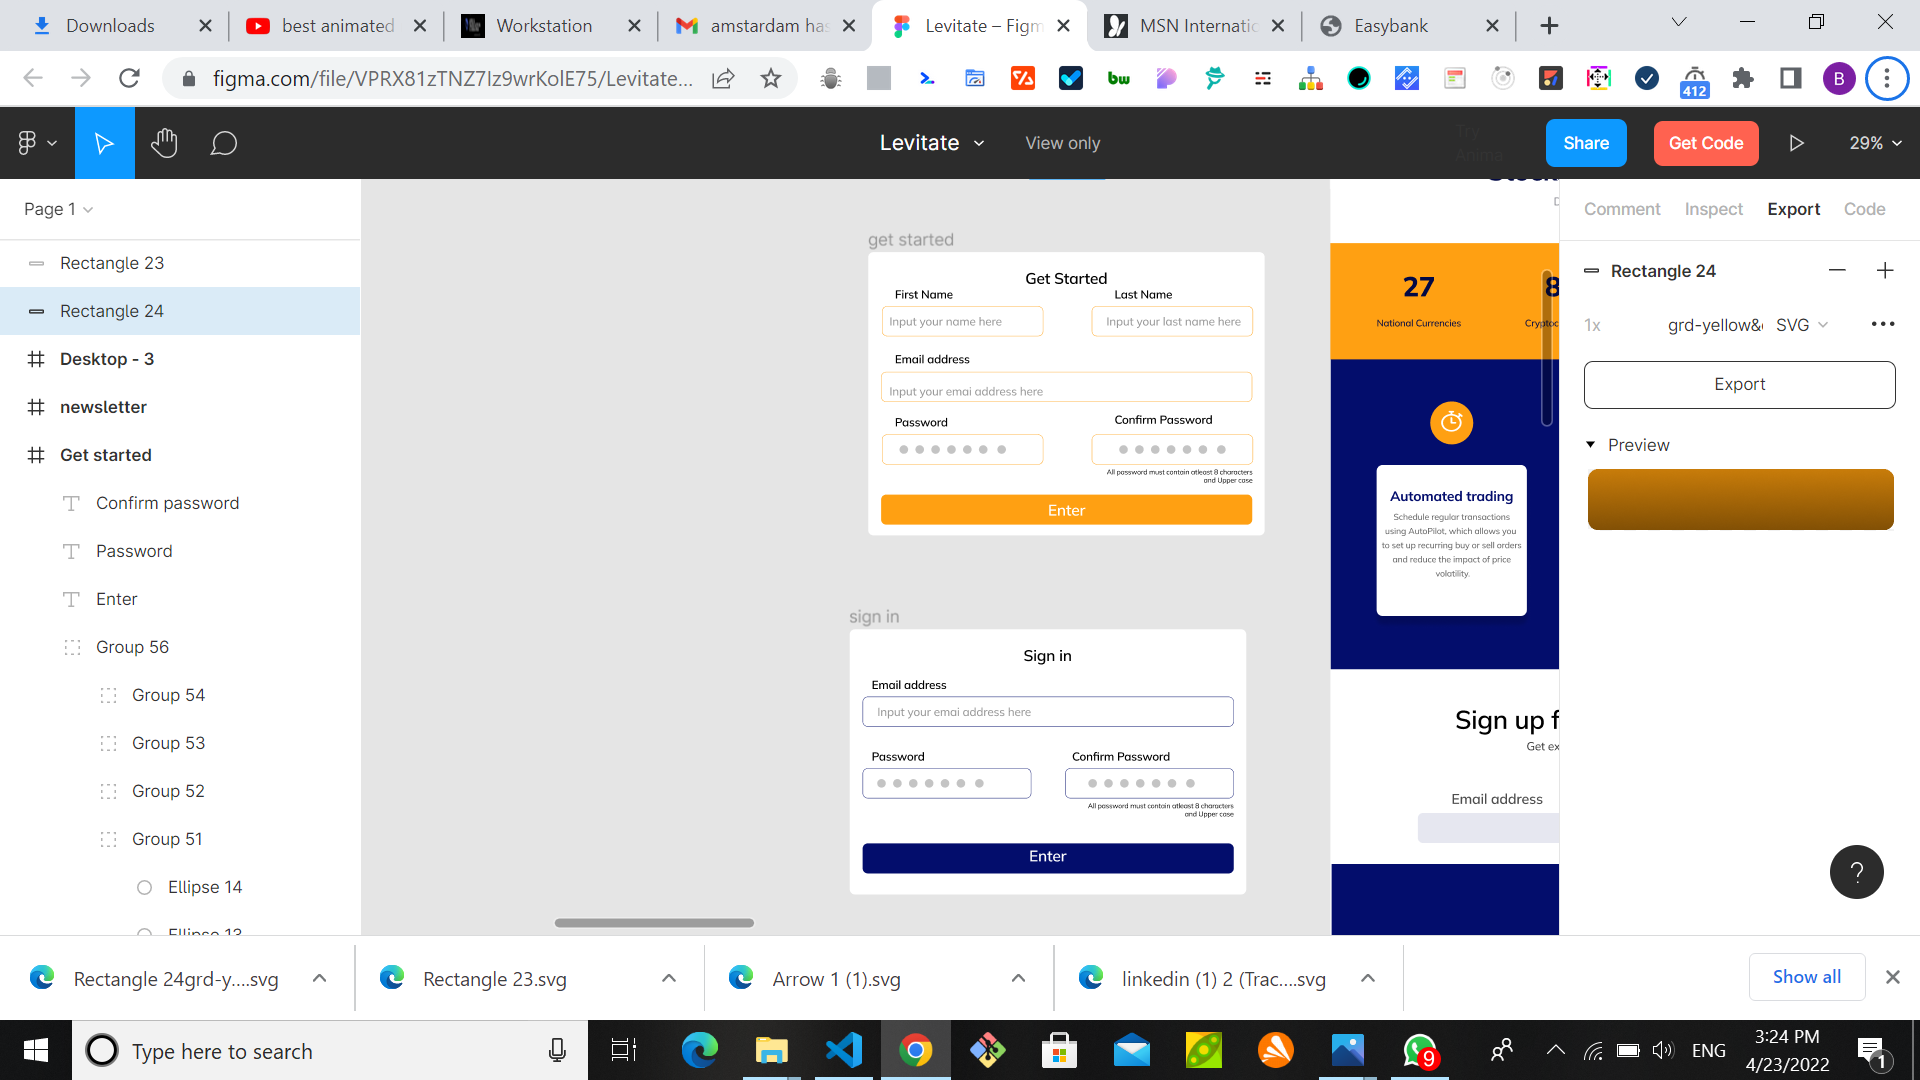 Downloads
best animated
Workstation
amstardam has
Levitate – Figm
MSN Internatio
Easybank
figma.com/file/VPRX81zTNZ7Iz9wrKolE75/Levitate...
bw
412
B
Levitate
View only
Try
Anima
Share
Get Code
29%
Page 1
Comment
Inspect
Export
Code
Rectangle 23
Rectangle 24
Desktop - 3
newsletter
Get started
Confirm password
Password
Enter
Group 56
Group 54
Group 53
Group 52
Group 51
Ellipse 14
Ellipse 13
get started
Get Started
First Name
Last Name
Input your name here
Input your last name here
Email address
Input your emai address here
Password
Confirm Password
All password must contain atleast 8 characters
and Upper case
Enter
sign in
Sign in
Email address
Input your emai address here
Password
Confirm Password
All password must contain atleast 8 characters
and Upper case
Enter
27
8
National Currencies
Cryptoc
Automated trading
Schedule regular transactions
using AutoPilot, which allows you
to set up recurring buy or sell orders
and reduce the impact of price
volatility.
Sign up f
Get ex
Email address
Rectangle 24
1x
grd-yellow&
SVG
Export
Preview
?
Rectangle 24grd-y....svg
Rectangle 23.svg
Arrow 1 (1).svg
linkedin (1) 2 (Trac....svg
Show all
Type here to search
9
ENG
3:24 PM
4/23/2022
1